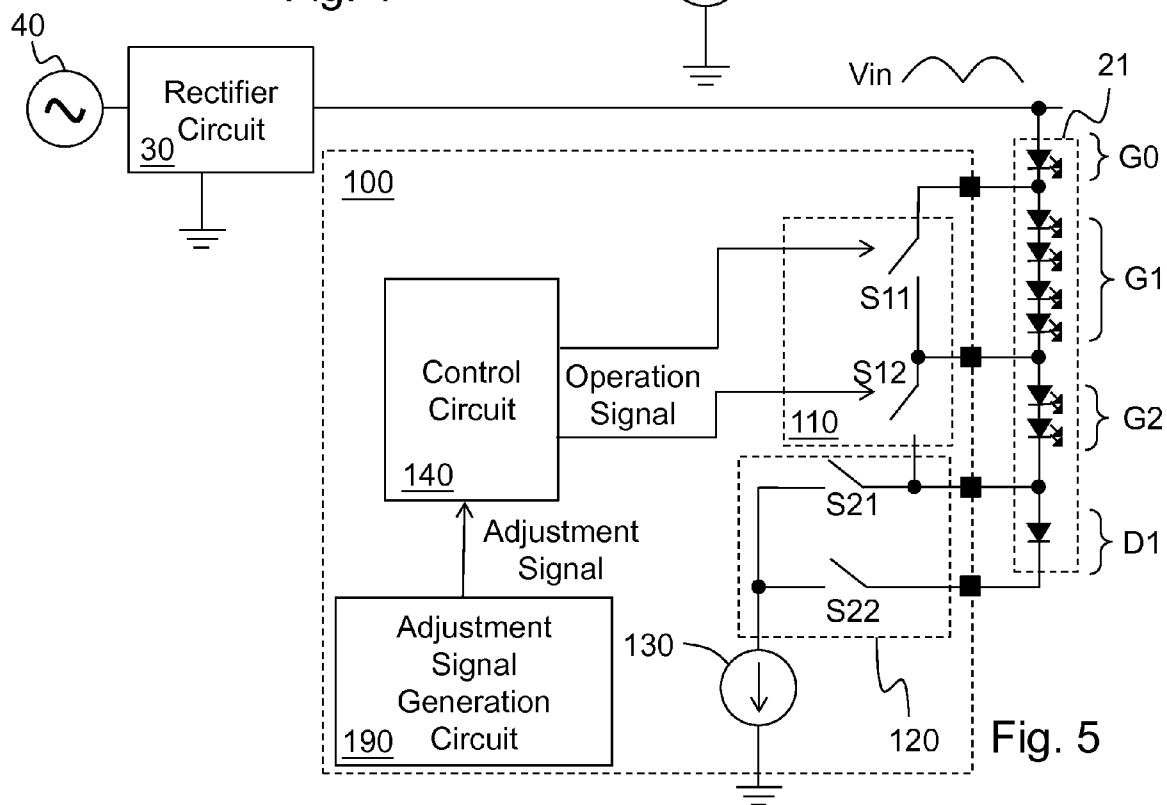 40
Rectifier
Circuit
30
Vin
21
G0
100
G1
S11
Control
Circuit
140
Operation
Signal
S12
110
G2
S21
Adjustment
Signal
D1
S22
Adjustment
Signal
Generation
Circuit
190
130
120
Fig. 5